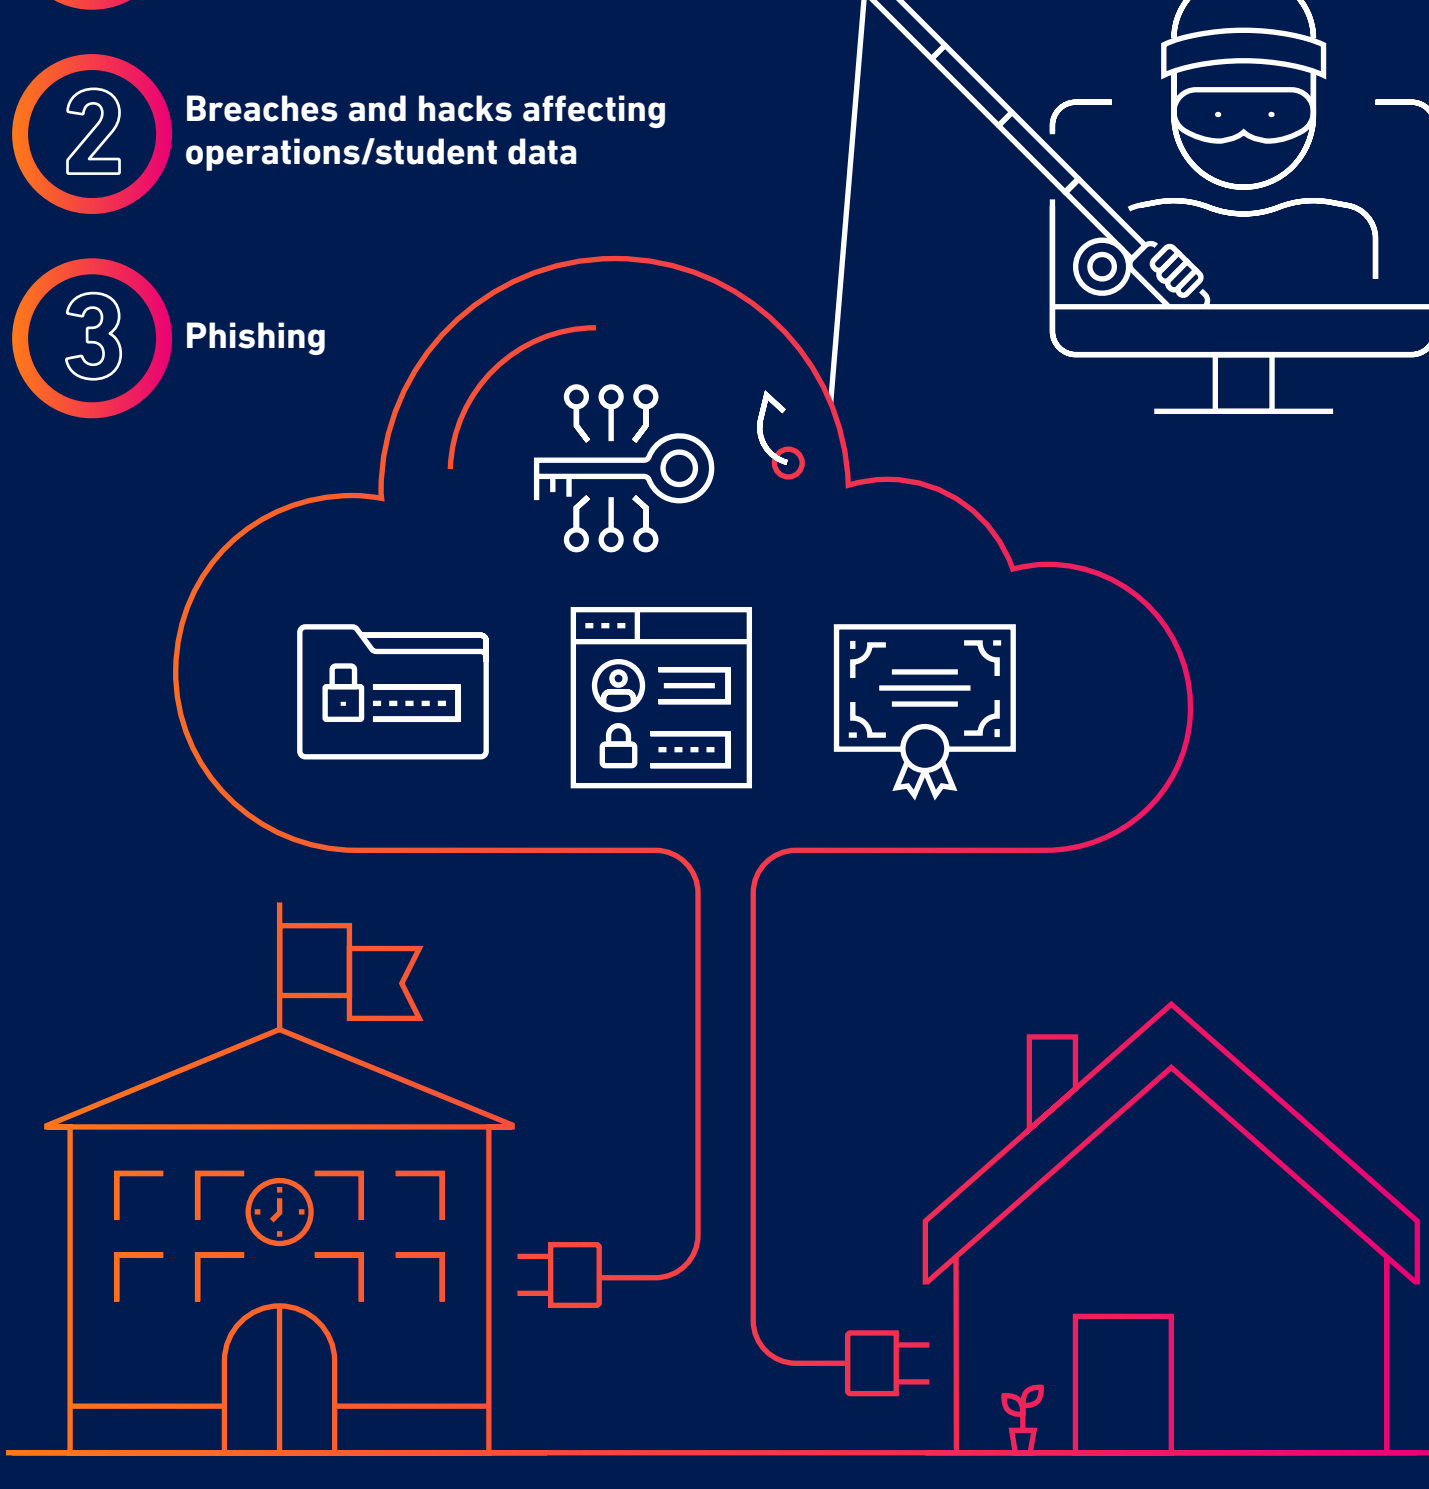 2
Breaches and hacks affecting
operations/student data
3
Phishing